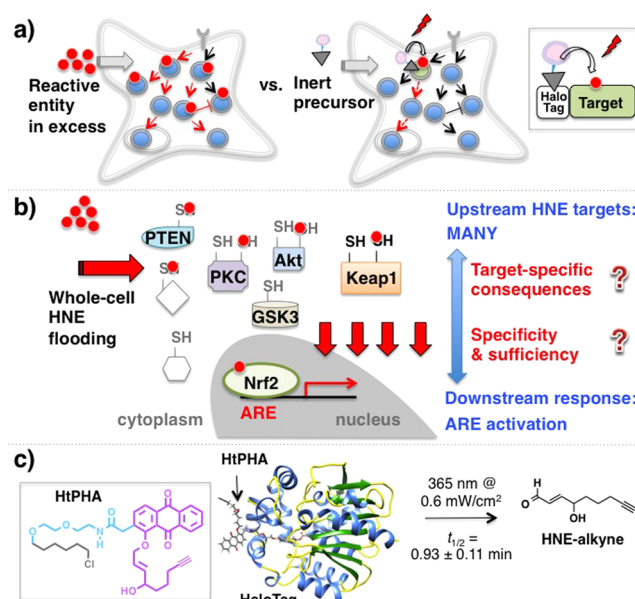 a)
Reactive
entity
in excess
vs.
Inert
precursor
Halo
Tag
Target
b)
Whole-cell
HNE
flooding
SH
PTEN
SH
SH
SH SH
PKC
SH SH
Akt
SH
GSK3
SH SH
Keap1
Nrf2
ARE
cytoplasm
nucleus
Upstream HNE targets:
MANY
Target-specific
consequences
?
Specificity
& sufficiency
?
Downstream response:
ARE activation
c)
HtPHA
O
O
N
H
O
O
O
O
Cl
OH
HtPHA
HaloTag
365 nm @
0.6 mW/cm²
t1/2 =
0.93 ± 0.11 min
H
O
OH
HNE-alkyne